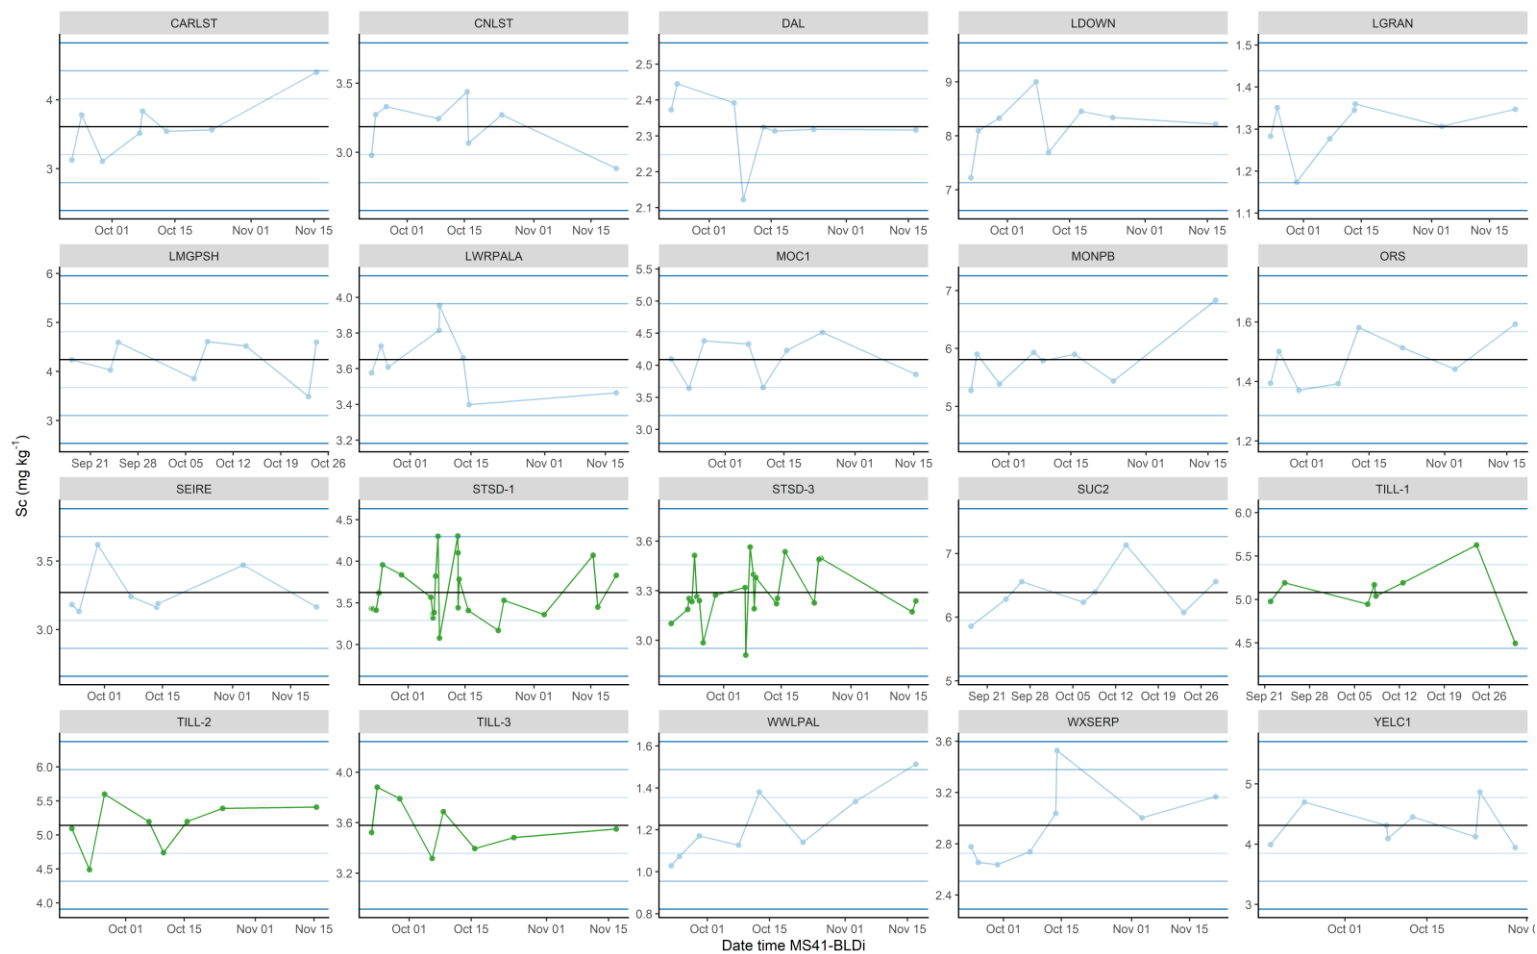 CARLST CNLST DAL LDOWN LGRAN
4 3
3.5 3.0
2.5 2.4 2.3 2.2 2.1
9 8 7
1.5 1.4 1.3 1.2 1.1
Oct 01 Oct 15 Nov 01 Nov 15
Oct 01 Oct 15 Nov 01 Nov 15
Oct 01 Oct 15 Nov 01 Nov 15
Oct 01 Oct 15 Nov 01 Nov 15
Oct 01 Oct 15 Nov 01 Nov 15
LMGPSH LWRPALA MOC1 MONPB ORS
6 5 4 3
4.0 3.8 3.6 3.4 3.2
5.5 5.0 4.5 4.0 3.5 3.0
7 6 5
1.6 1.4 1.2
Sep 21 Sep 28 Oct 05 Oct 12 Oct 19 Oct 26
Oct 01 Oct 15 Nov 01 Nov 15
Oct 01 Oct 15 Nov 01 Nov 15
Oct 01 Oct 15 Nov 01 Nov 15
Oct 01 Oct 15 Nov 01 Nov 15
Sc (mg kg⁻¹)
SEIRE STSD-1 STSD-3 SUC2 TILL-1
3.5 3.0
4.5 4.0 3.5 3.0
3.6 3.3 3.0
7 6 5
6.0 5.5 5.0 4.5
Oct 01 Oct 15 Nov 01 Nov 15
Oct 01 Oct 15 Nov 01 Nov 15
Oct 01 Oct 15 Nov 01 Nov 15
Sep 21 Sep 28 Oct 05 Oct 12 Oct 19 Oct 26
Sep 21 Sep 28 Oct 05 Oct 12 Oct 19 Oct 26
TILL-2 TILL-3 WWLPAL WXSERP YELC1
6.0 5.5 5.0 4.5 4.0
4.0 3.6 3.2
1.6 1.4 1.2 1.0 0.8
3.6 3.2 2.8 2.4
5 4 3
Oct 01 Oct 15 Nov 01 Nov 15
Oct 01 Oct 15 Nov 01 Nov 15
Oct 01 Oct 15 Nov 01 Nov 15
Oct 01 Oct 15 Nov 01 Nov 15
Oct 01 Oct 15 Nov
Date time MS41-BLDi